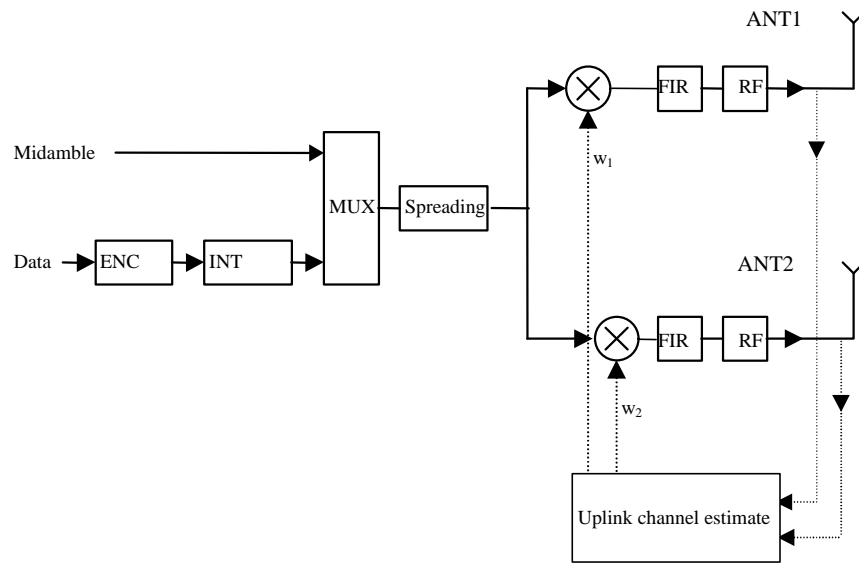 ANT1
FIR
RF
Midamble
w1
MUX
Spreading
Data
ENC
INT
ANT2
FIR
RF
w2
Uplink channel estimate